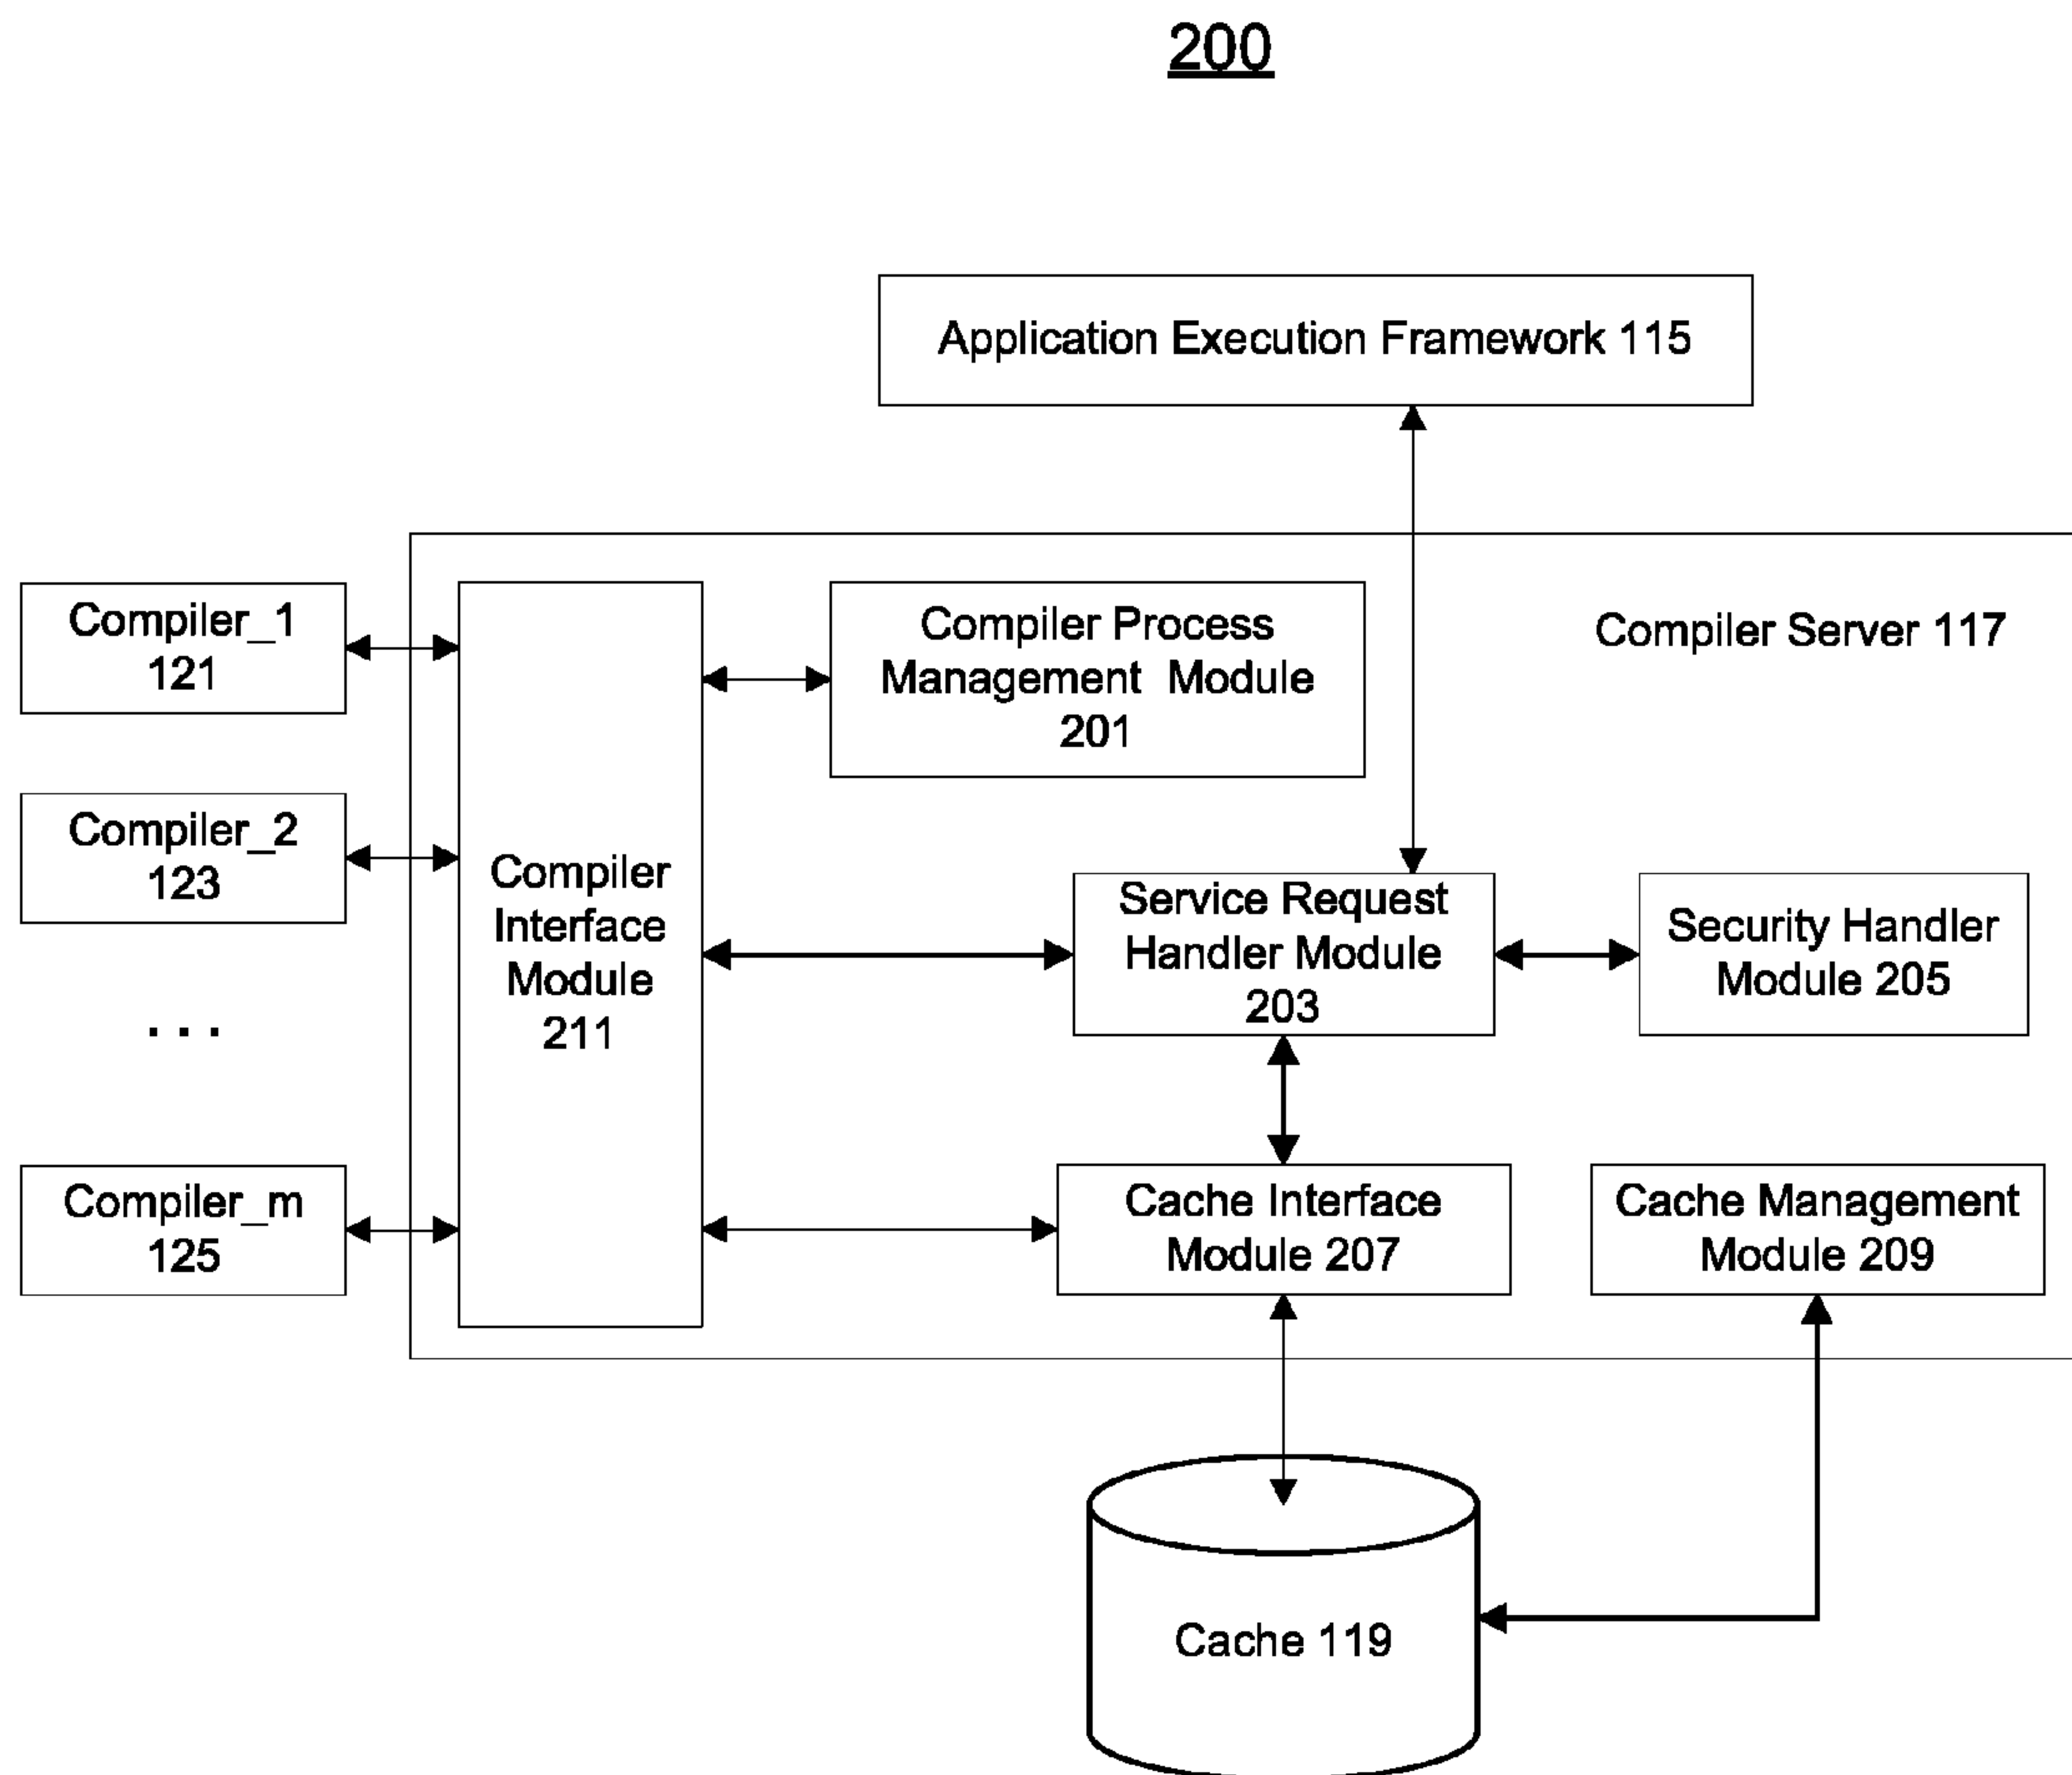 200
Application Execution Framework 115
Compiler Server 117
Compiler_1
121
Compiler Process
Management Module
201
Compiler_2
123
Compiler
Interface
Module
211
Service Request
Handler Module
203
Security Handler
Module 205
. . .
Compiler_m
125
Cache Interface
Module 207
Cache Management
Module 209
Cache 119